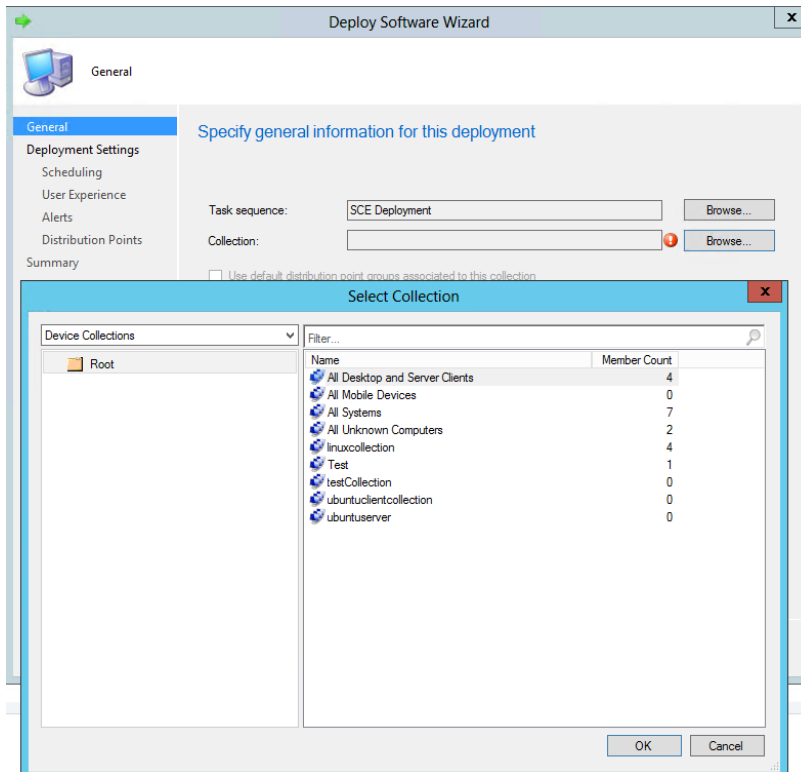 Deploy Software Wizard
x
General
General
Deployment Settings
Scheduling
User Experience
Alerts
Distribution Points
Summary
Specify general information for this deployment
Task sequence: SCE Deployment Browse...
Collection: Browse...
Use default distribution point groups associated to this collection
Select Collection
x
Device Collections
Root
Filter...
Name Member Count
All Desktop and Server Clients 4
All Mobile Devices 0
All Systems 7
All Unknown Computers 2
linuxcollection 4
Test 1
testCollection 0
ubuntuclientcollection 0
ubuntuserver 0
OK Cancel